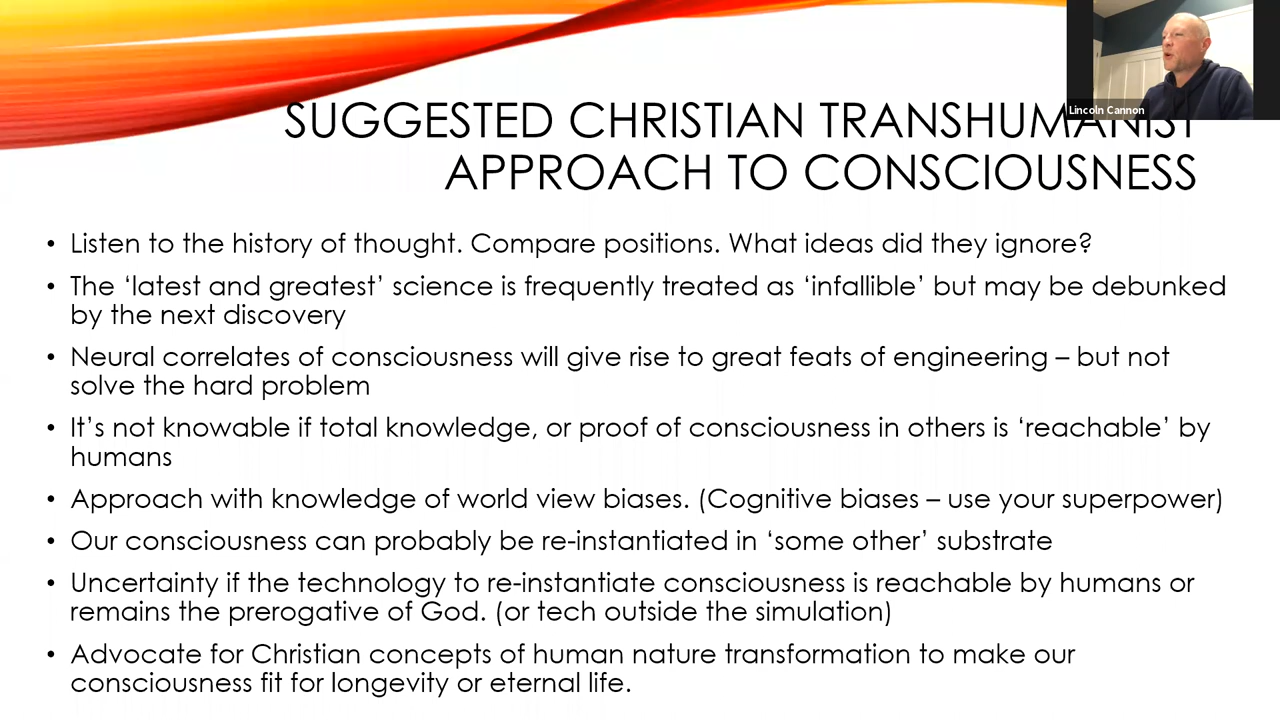 SUGGESTED CHRISTIAN TRANSHUMANIST
APPROACH TO CONSCIOUSNESS
Lincoln Cannon
• Listen to the history of thought. Compare positions. What ideas did they ignore?
• The ‘latest and greatest’ science is frequently treated as ‘infallible’ but may be debunked
by the next discovery
• Neural correlates of consciousness will give rise to great feats of engineering – but not
solve the hard problem
• It’s not knowable if total knowledge, or proof of consciousness in others is ‘reachable’ by
humans
• Approach with knowledge of world view biases. (Cognitive biases – use your superpower)
• Our consciousness can probably be re-instantiated in ‘some other’ substrate
• Uncertainty if the technology to re-instantiate consciousness is reachable by humans or
remains the prerogative of God. (or tech outside the simulation)
• Advocate for Christian concepts of human nature transformation to make our
consciousness fit for longevity or eternal life.